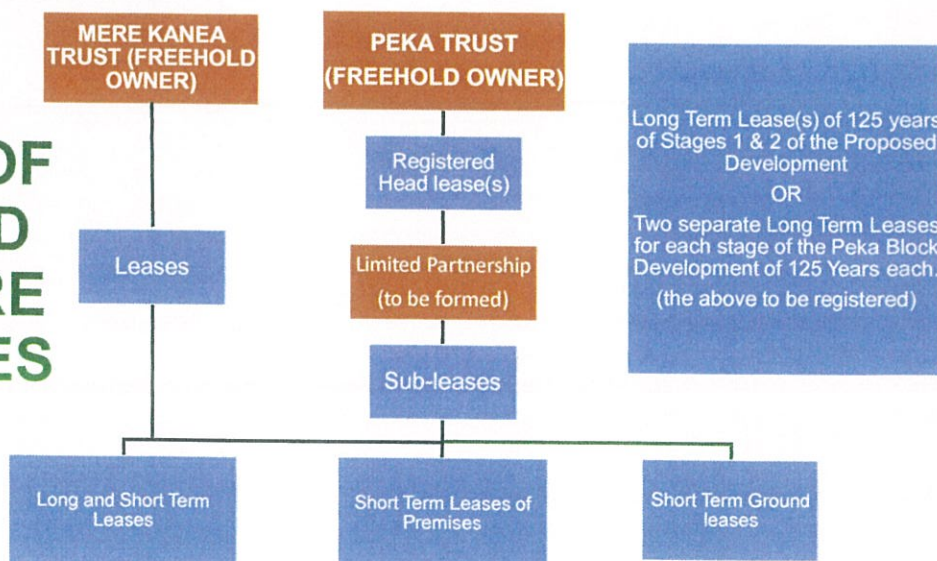 OF
D
RE
ES
MERE KANEA
TRUST (FREEHOLD
OWNER)
PEKA TRUST
(FREEHOLD OWNER)
Registered
Head lease(s)
Leases
Limited Partnership
(to be formed)
Sub-leases
Long and Short Term
Leases
Short Term Leases of
Premises
Short Term Ground
leases
Long Term Lease(s) of 125 years
of Stages 1 & 2 of the Proposed
Development
OR
Two separate Long Term Leases
for each stage of the Peka Block
Development of 125 Years each.
(the above to be registered)